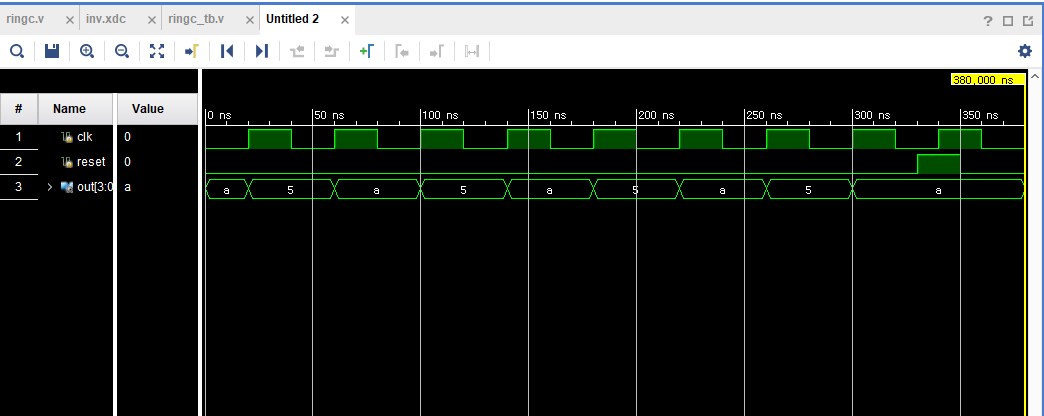 ringc.v × inv.xdc × ringc_tb.v × Untitled 2 ×
?
380,000 ns
# Name Value
0 ns 50 ns 100 ns 150 ns 200 ns 250 ns 300 ns 350 ns
1 clk 0
2 reset 0
3 > out[3:0 a a 5 a 5 a 5 a 5 a